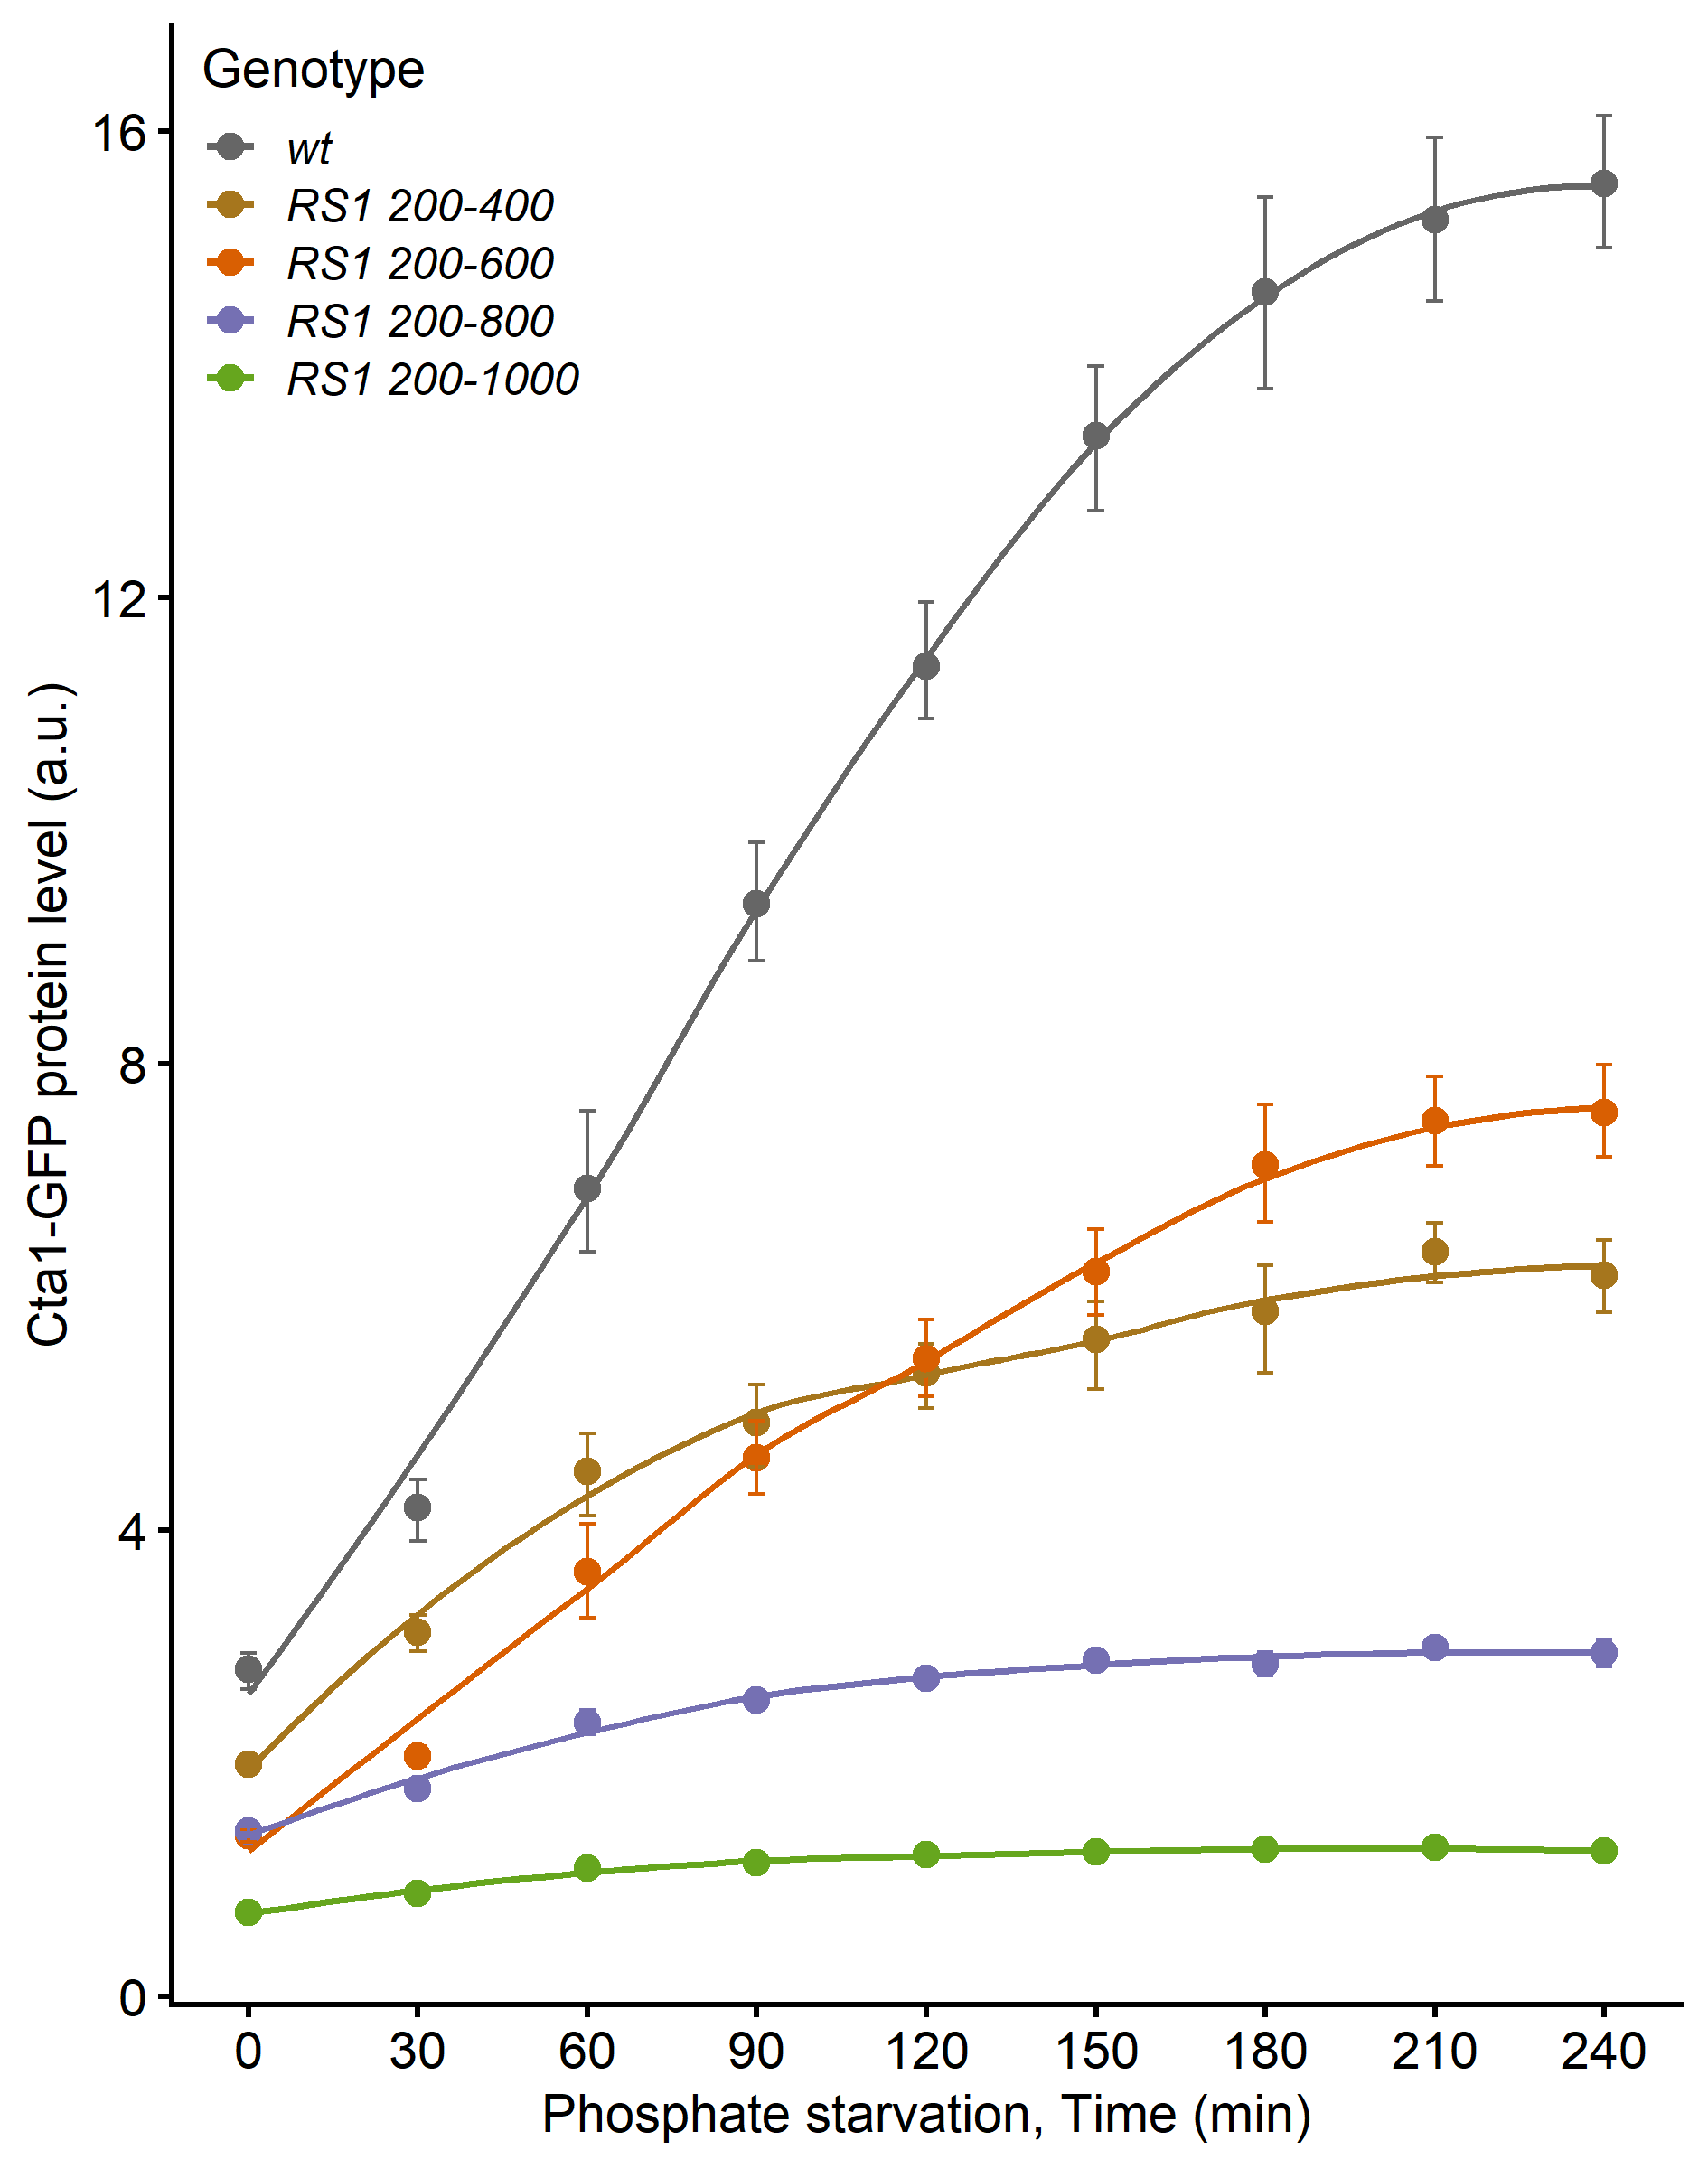 Genotype
wt
RS1 200-400
RS1 200-600
RS1 200-800
RS1 200-1000
16
12
8
4
0
Cta1-GFP protein level (a.u.)
0 30 60 90 120 150 180 210 240
Phosphate starvation, Time (min)